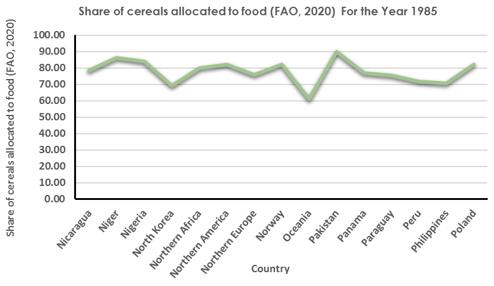 Share of cereals allocated to food (FAO, 2020)  For the Year 1985
Share of cereals allocated to food (FAO, 2020)
100.00
90.00
80.00
70.00
60.00
50.00
40.00
30.00
20.00
10.00
0.00
Nicaragua
Niger
Nigeria
North Korea
Northern Africa
Northern America
Northern Europe
Norway
Oceania
Pakistan
Panama
Paraguay
Peru
Philippines
Poland
Country